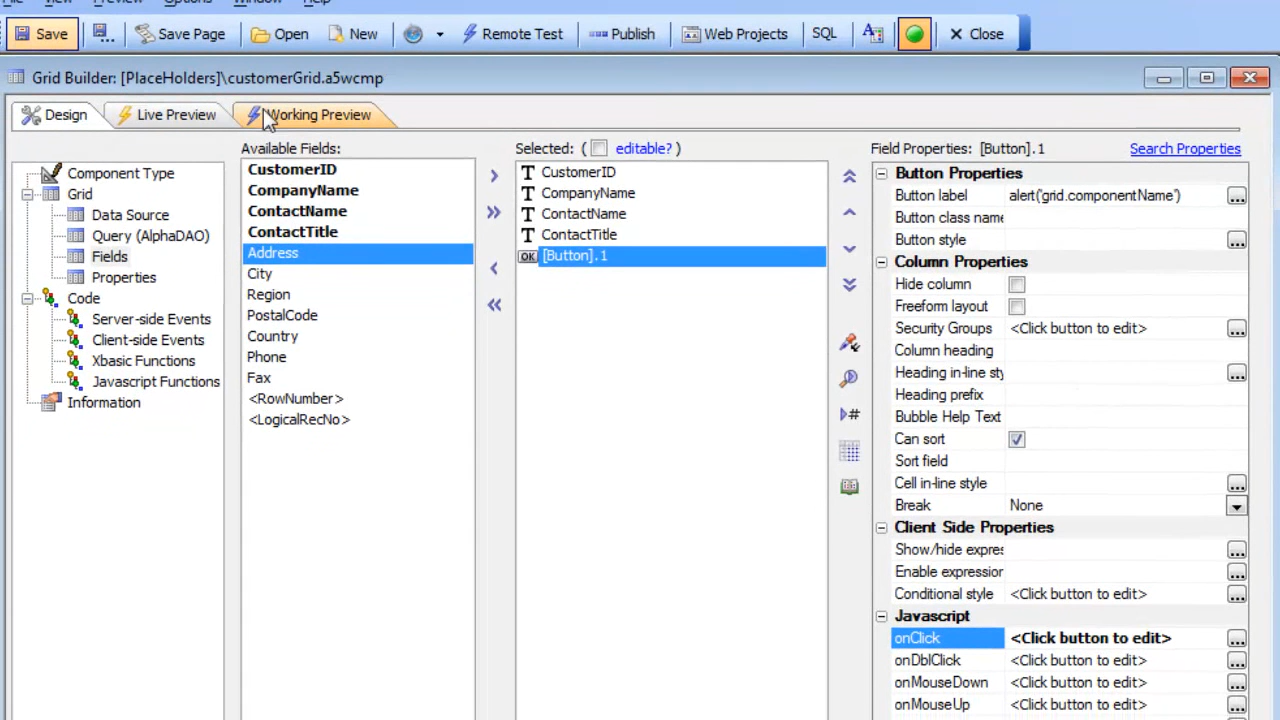 File View Preview Options Window Help
Save Save Page Open New Remote Test Publish Web Projects SQL Close
Grid Builder: [PlaceHolders]\customerGrid.a5wcmp
Design Live Preview Working Preview
Component Type
Grid
Data Source
Query (AlphaDAO)
Fields
Properties
Code
Server-side Events
Client-side Events
Xbasic Functions
Javascript Functions
Information
Available Fields:
CustomerID
CompanyName
ContactName
ContactTitle
Address
City
Region
PostalCode
Country
Phone
Fax
<RowNumber>
<LogicalRecNo>
Selected: ( editable? )
T CustomerID
T CompanyName
T ContactName
T ContactTitle
OK [Button].1
Field Properties: [Button].1 Search Properties
Button Properties
Button label alert('grid.componentName') ...
Button class name
Button style ...
Column Properties
Hide column
Freeform layout
Security Groups <Click button to edit> ...
Column heading
Heading in-line sty ...
Heading prefix
Bubble Help Text
Can sort
Sort field
Cell in-line style ...
Break None
Client Side Properties
Show/hide expres ...
Enable expression ...
Conditional style <Click button to edit> ...
Javascript
onClick <Click button to edit> ...
onDblClick <Click button to edit> ...
onMouseDown <Click button to edit> ...
onMouseUp <Click button to edit> ...